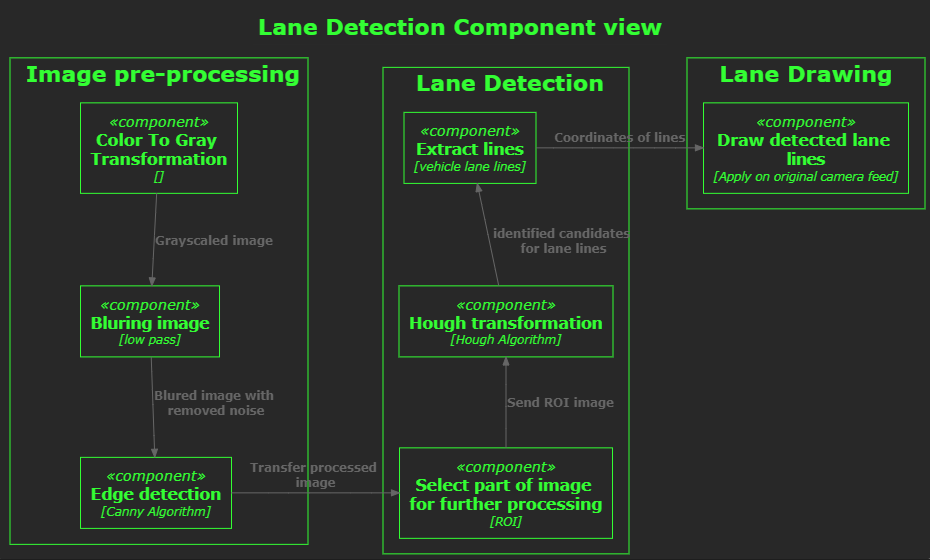 Lane Detection Component view
Image pre-processing
«component»
Color To Gray
Transformation
[]
Grayscaled image
«component»
Bluring image
[low pass]
Blured image with
removed noise
«component»
Edge detection
[Canny Algorithm]
Transfer processed
image
Lane Detection
«component»
Extract lines
[vehicle lane lines]
Coordinates of lines
identified candidates
for lane lines
«component»
Hough transformation
[Hough Algorithm]
Send ROI image
«component»
Select part of image
for further processing
[ROI]
Lane Drawing
«component»
Draw detected lane
lines
[Apply on original camera feed]